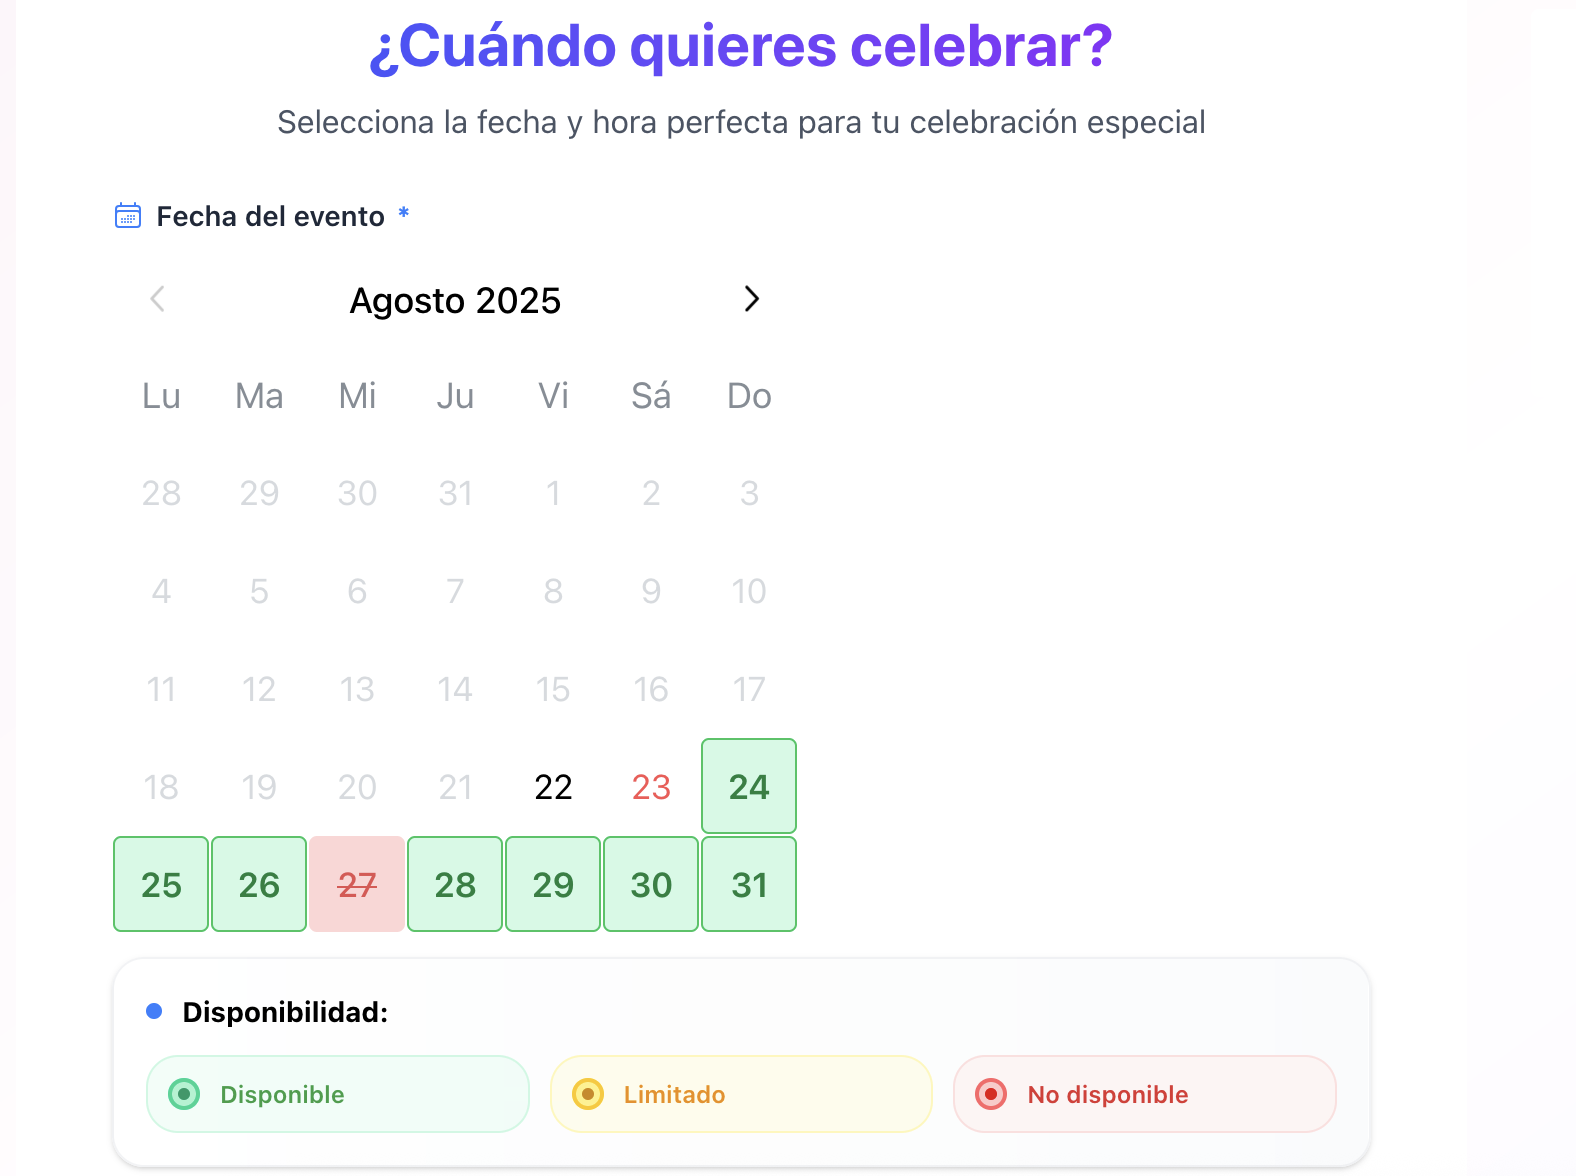 ¿Cuándo quieres celebrar?
Selecciona la fecha y hora perfecta para tu celebración especial
Fecha del evento *
Agosto 2025
Lu Ma Mi Ju Vi Sá Do
28 29 30 31 1 2 3
4 5 6 7 8 9 10
11 12 13 14 15 16 17
18 19 20 21 22 23 24
25 26 27 28 29 30 31
Disponibilidad:
Disponible Limitado No disponible